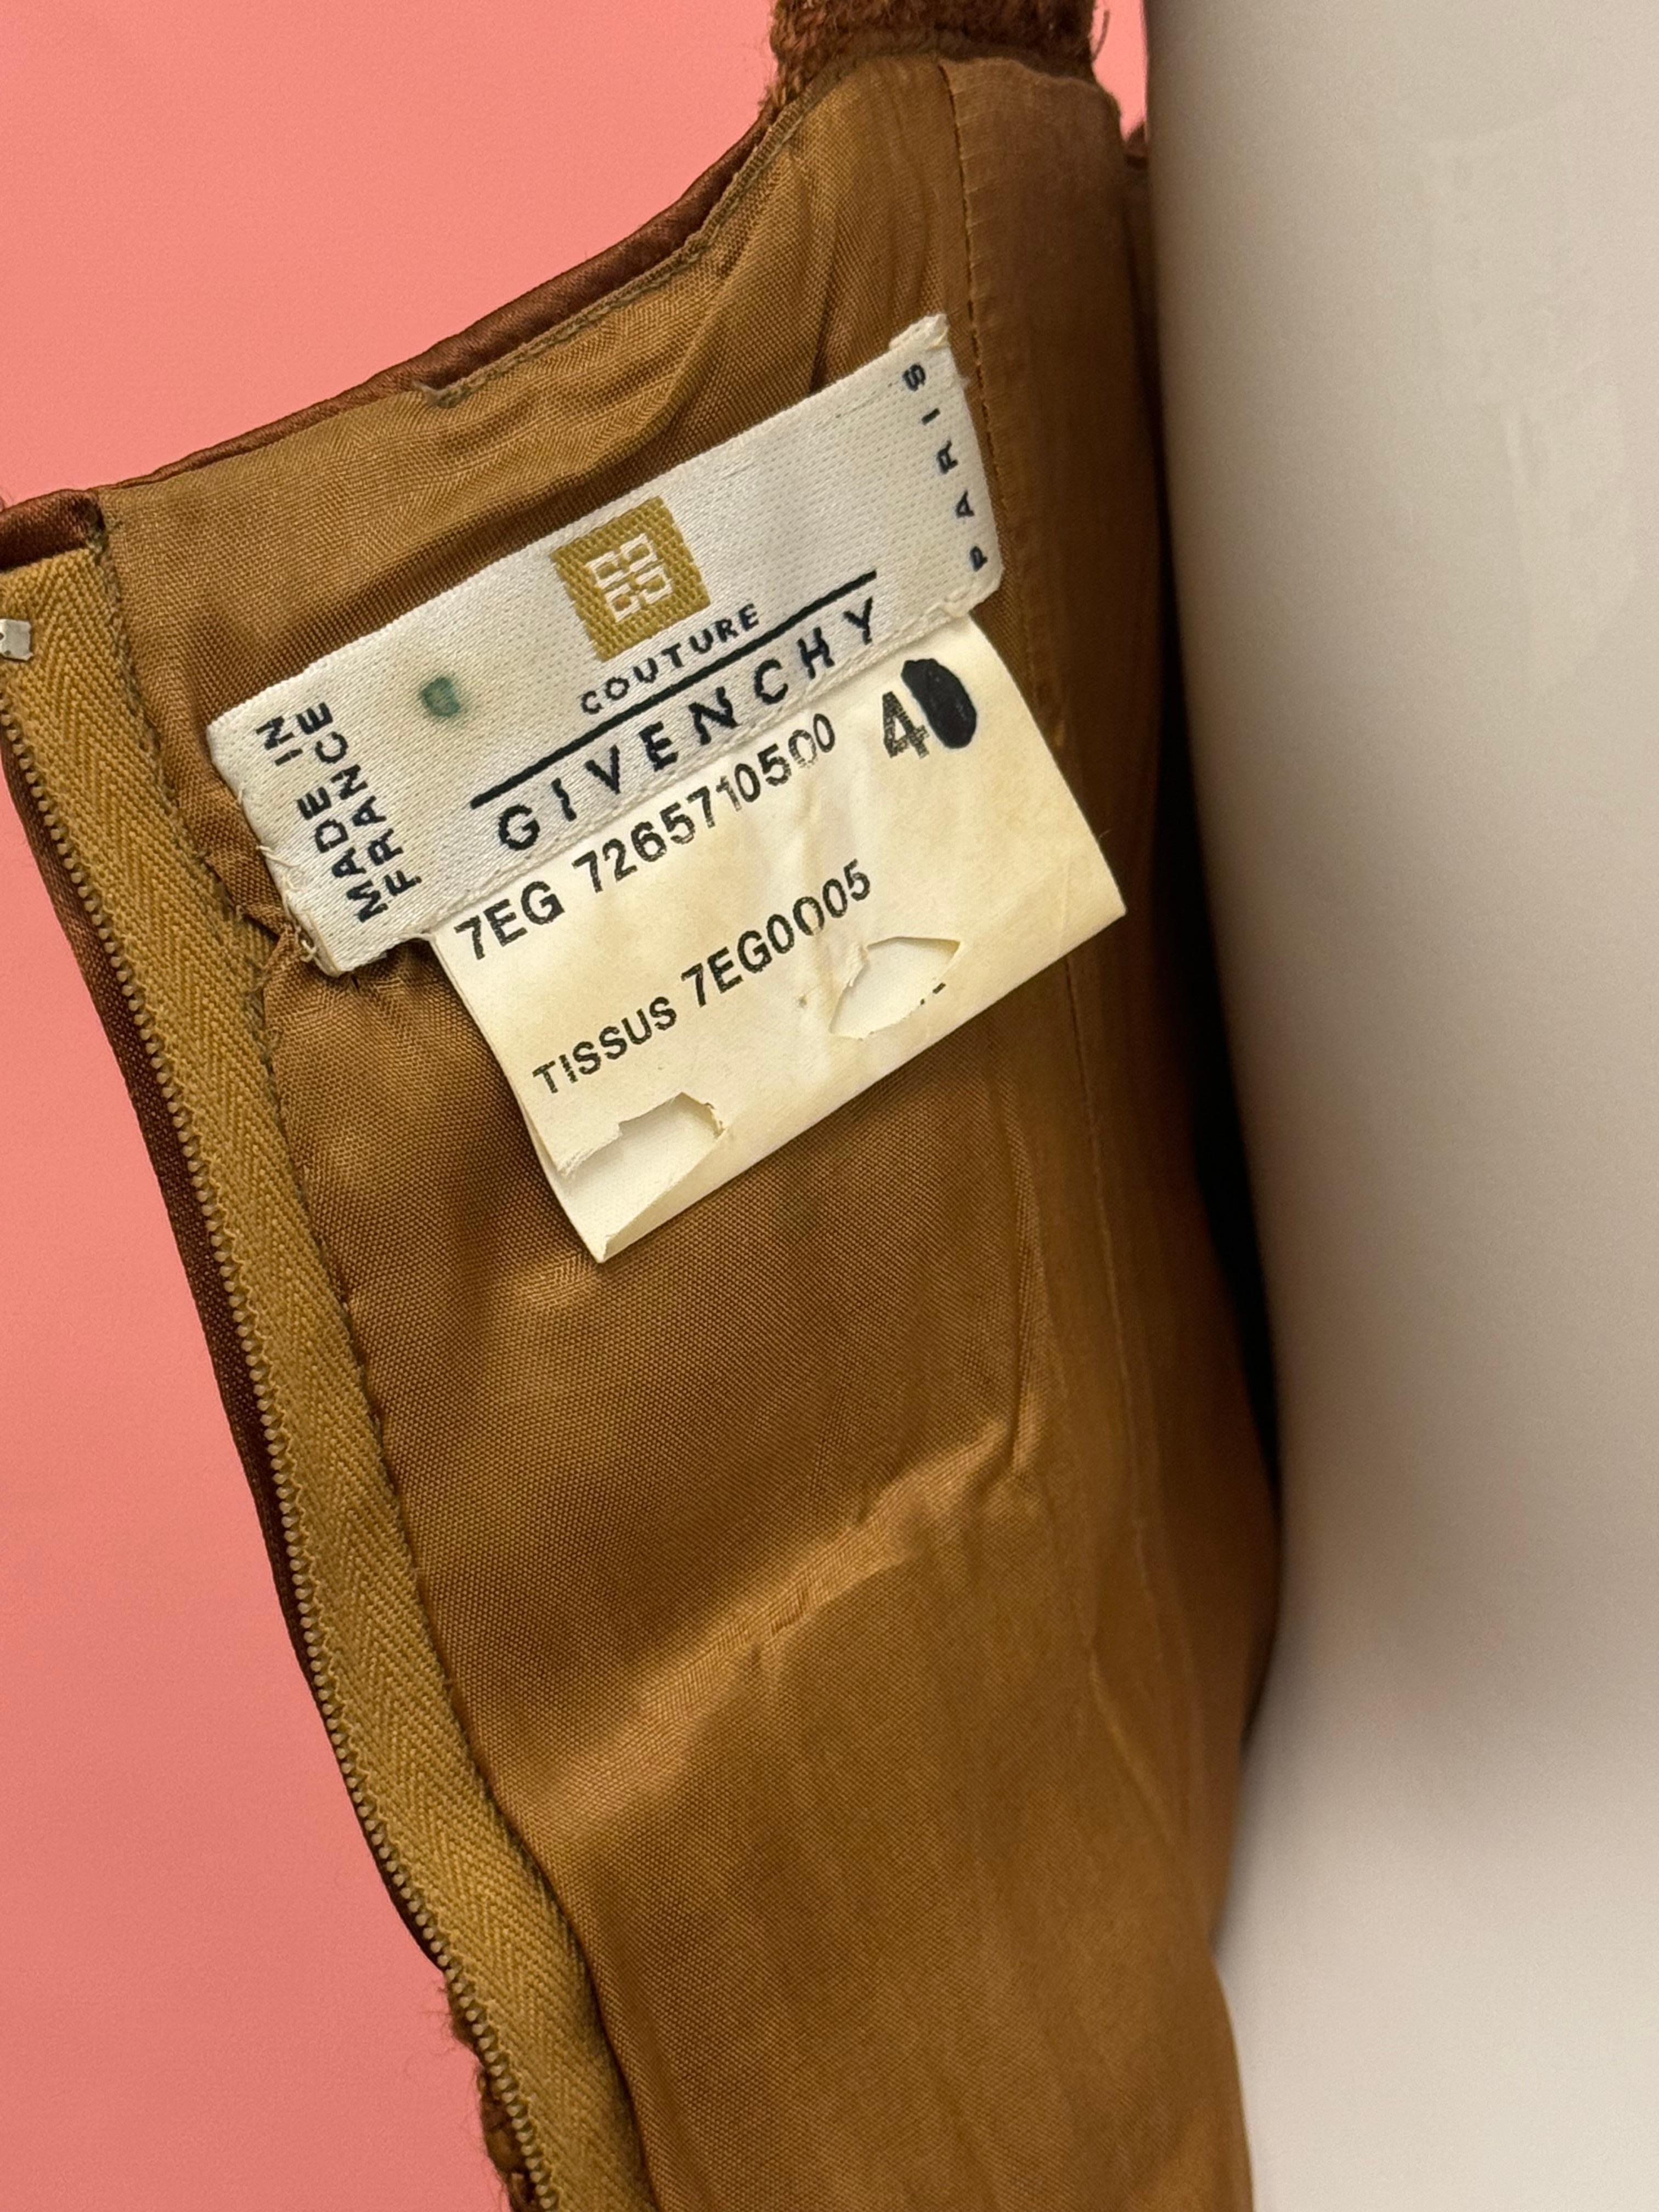 MADE IN
FRANCE
COUTURE
GIVENCHY
PARIS
7EG 7265710500 40
TISSUS 7EG0005